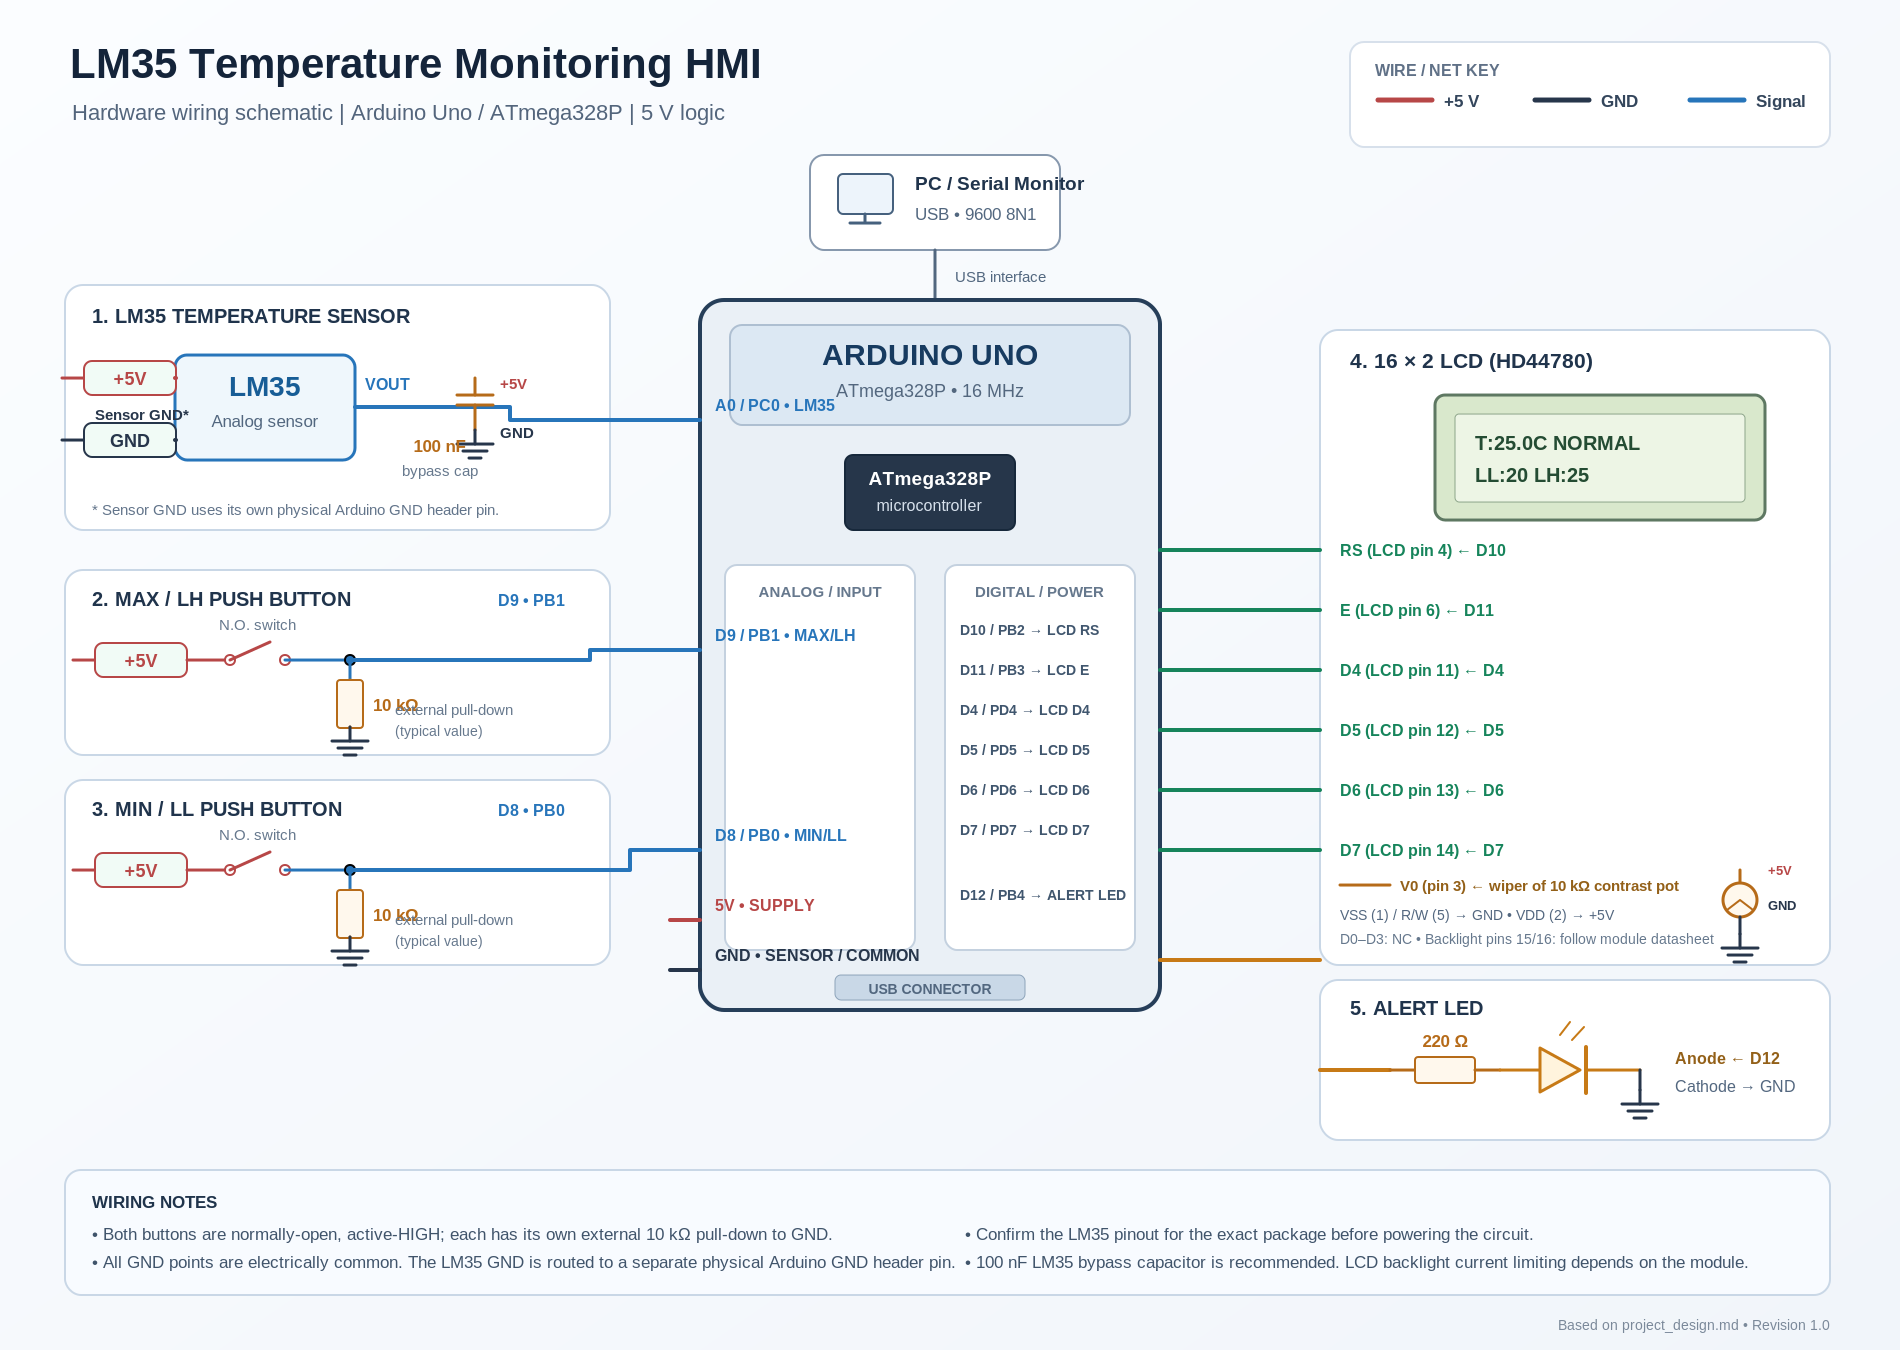 LM35 Temperature Monitoring HMI
Hardware wiring schematic | Arduino Uno / ATmega328P | 5 V logic
WIRE / NET KEY
+5 V
GND
Signal
PC / Serial Monitor
USB • 9600 8N1
USB interface
1. LM35 TEMPERATURE SENSOR
+5V
Sensor GND*
GND
LM35
Analog sensor
VOUT
+5V
GND
100 nF
bypass cap
* Sensor GND uses its own physical Arduino GND header pin.
2. MAX / LH PUSH BUTTON
D9 • PB1
N.O. switch
+5V
10 kΩ
external pull-down
(typical value)
3. MIN / LL PUSH BUTTON
D8 • PB0
N.O. switch
+5V
10 kΩ
external pull-down
(typical value)
ARDUINO UNO
ATmega328P • 16 MHz
A0 / PC0 • LM35
ATmega328P
microcontroller
ANALOG / INPUT
D9 / PB1 • MAX/LH
D8 / PB0 • MIN/LL
5V • SUPPLY
GND • SENSOR / COMMON
DIGITAL / POWER
D10 / PB2 → LCD RS
D11 / PB3 → LCD E
D4 / PD4 → LCD D4
D5 / PD5 → LCD D5
D6 / PD6 → LCD D6
D7 / PD7 → LCD D7
D12 / PB4 → ALERT LED
USB CONNECTOR
4. 16 × 2 LCD (HD44780)
T:25.0C NORMAL
LL:20 LH:25
RS (LCD pin 4) ← D10
E (LCD pin 6) ← D11
D4 (LCD pin 11) ← D4
D5 (LCD pin 12) ← D5
D6 (LCD pin 13) ← D6
D7 (LCD pin 14) ← D7
V0 (pin 3) ← wiper of 10 kΩ contrast pot
+5V
GND
VSS (1) / R/W (5) → GND • VDD (2) → +5V
D0–D3: NC • Backlight pins 15/16: follow module datasheet
5. ALERT LED
220 Ω
Anode ← D12
Cathode → GND
WIRING NOTES
• Both buttons are normally-open, active-HIGH; each has its own external 10 kΩ pull-down to GND.
• All GND points are electrically common. The LM35 GND is routed to a separate physical Arduino GND header pin.
• Confirm the LM35 pinout for the exact package before powering the circuit.
• 100 nF LM35 bypass capacitor is recommended. LCD backlight current limiting depends on the module.
Based on project_design.md • Revision 1.0